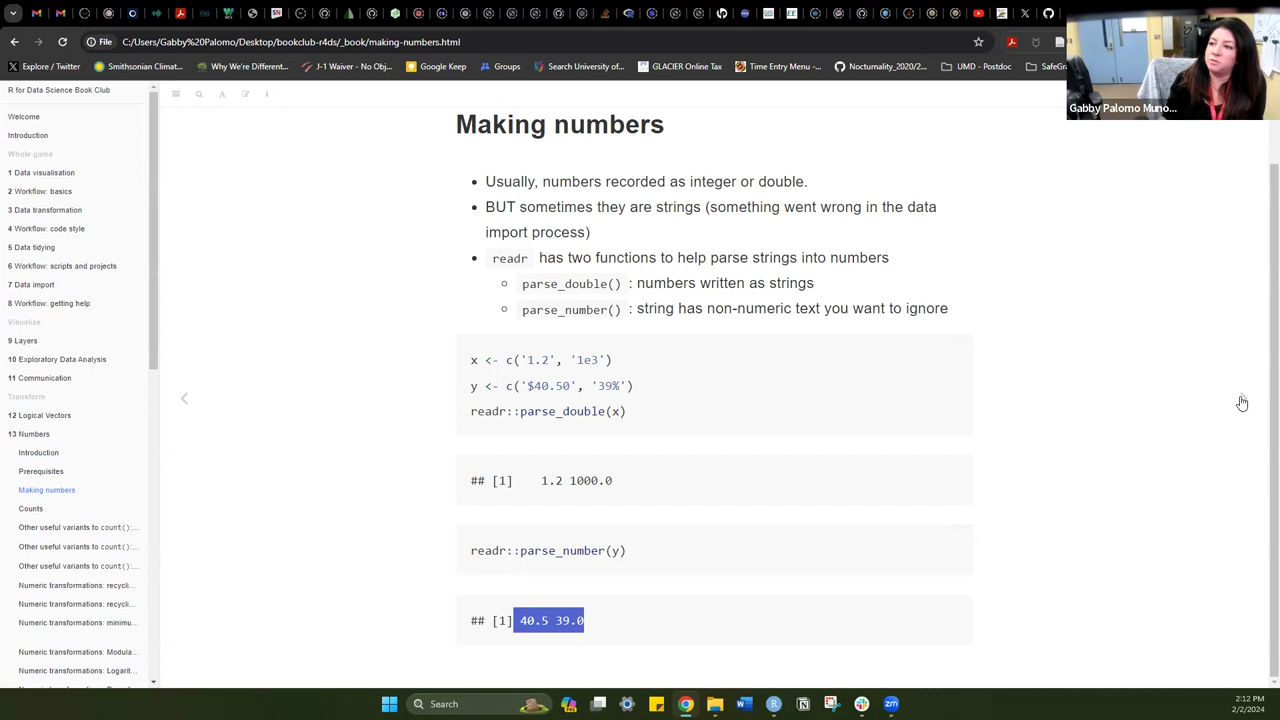 File
C:/Users/Gabby%20Palomo/Desktop/bookclub-r4ds/_book/making-numbers.html
Explore / Twitter
Smithsonian Climat...
Why We're Different...
J-1 Waiver - No Obj...
Google Keep
Groups
Search University of...
GLACIER Off of Rank
Time Entry Menu -...
Nocturnality_2020/2...
UMD - Postdoc
SafeGra
Gabby Palomo Muno...
R for Data Science Book Club
Welcome
Introduction
Whole game
1 Data visualisation
2 Workflow: basics
3 Data transformation
4 Workflow: code style
5 Data tidying
6 Workflow: scripts and projects
7 Data import
8 Workflow: getting help
Visualize
9 Layers
10 Exploratory Data Analysis
11 Communication
Transform
12 Logical Vectors
13 Numbers
Introduction
Prerequisites
Making numbers
Counts
Other useful variants to count():...
Other useful variants to count():...
Other useful variants to count():...
Numeric transformations: recycli...
Numeric transformations: recycli...
Numeric transformations: minimu...
Numeric transformations: Modula...
Numeric transformations: Logarit...
Making numbers
• Usually, numbers recorded as integer or double.
• BUT sometimes they are strings (something went wrong in the data
import process)
• readr has two functions to help parse strings into numbers
○ parse_double() : numbers written as strings
○ parse_number() : string has non-numeric text you want to ignore
x <- c('1.2', '1e3')
y <- c('$40.50', '39%')
readr::parse_double(x)
## [1]    1.2 1000.0
readr::parse_number(y)
## [1] 40.5 39.0
Search
2:12 PM
2/2/2024